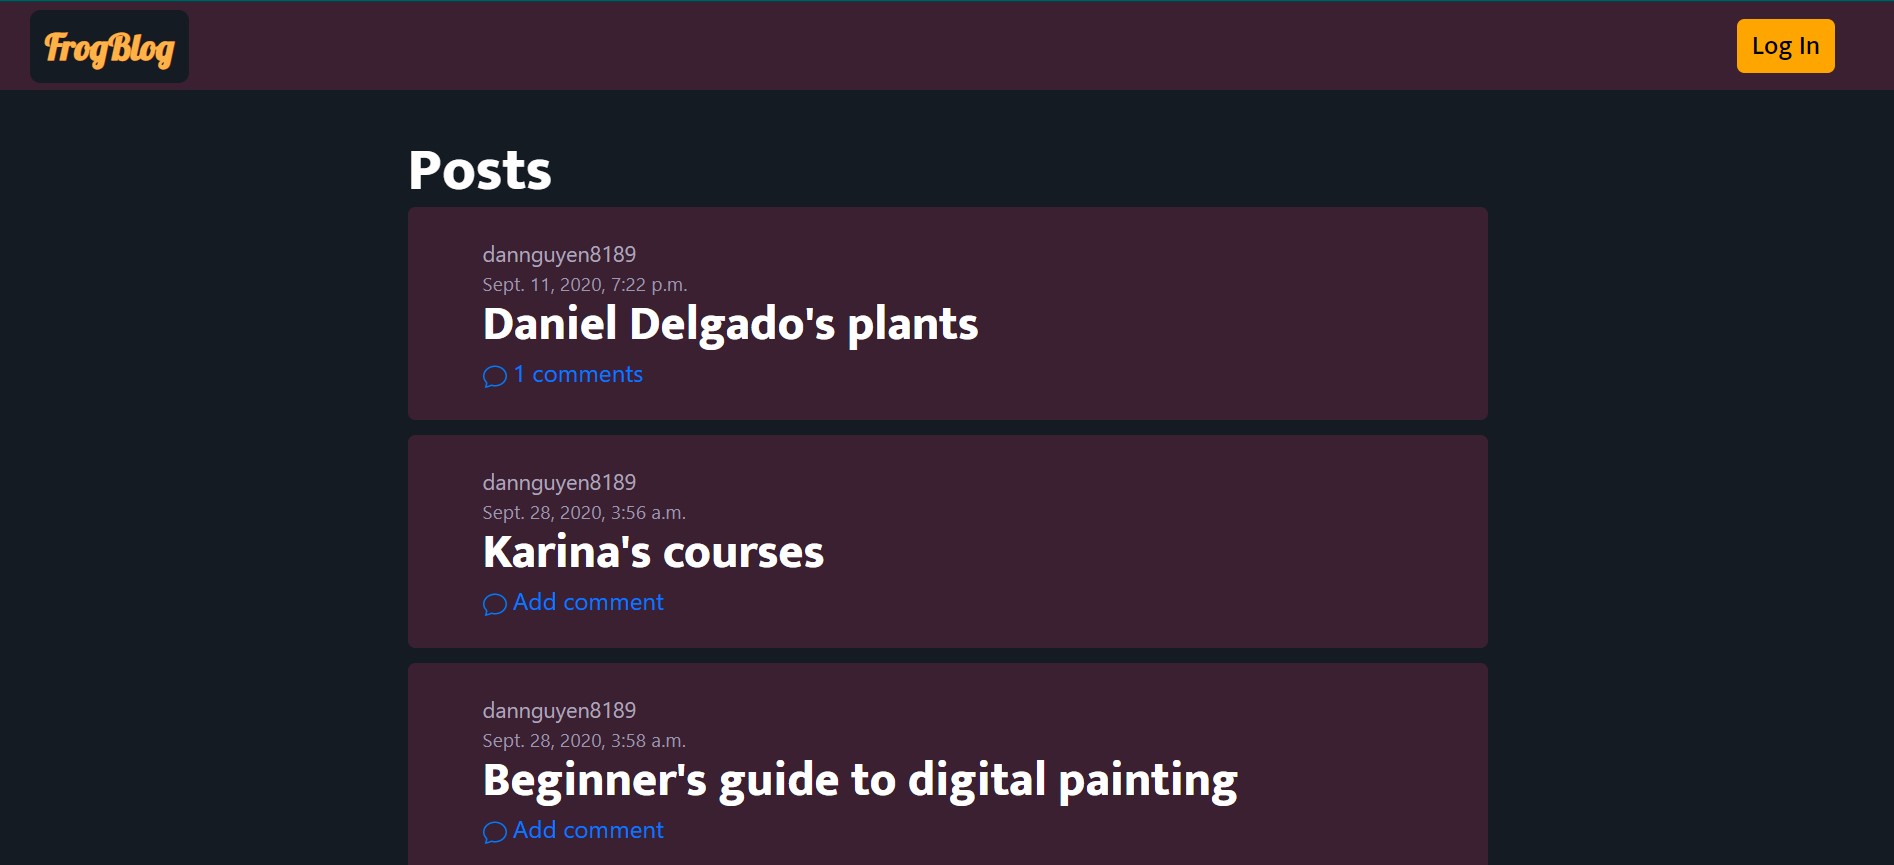 FrogBlog
Log In
Posts
dannguyen8189
Sept. 11, 2020, 7:22 p.m.
Daniel Delgado's plants
1 comments
dannguyen8189
Sept. 28, 2020, 3:56 a.m.
Karina's courses
Add comment
dannguyen8189
Sept. 28, 2020, 3:58 a.m.
Beginner's guide to digital painting
Add comment